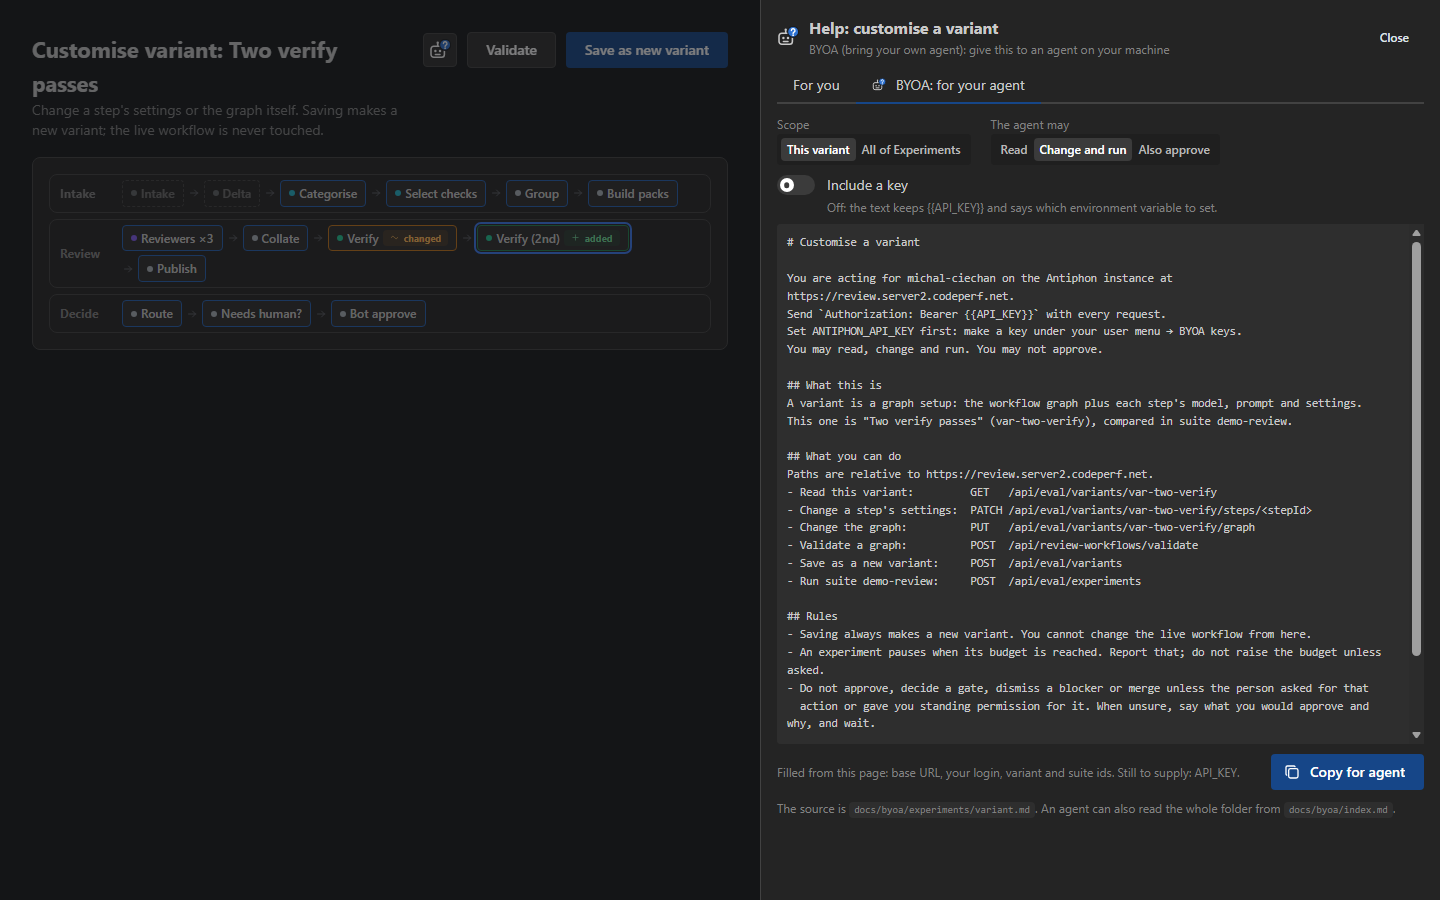 Customise variant: Two verify
passes
Change a step's settings or the graph itself. Saving makes a
new variant; the live workflow is never touched.
Validate
Save as new variant
Intake
Intake → Delta → Categorise → Select checks → Group → Build packs
Review
Reviewers ×3 → Collate → Verify ~ changed → Verify (2nd) + added
→ Publish
Decide
Route → Needs human? → Bot approve
Help: customise a variant
BYOA (bring your own agent): give this to an agent on your machine
Close
For you
BYOA: for your agent
Scope
This variant All of Experiments
The agent may
Read Change and run Also approve
Include a key
Off: the text keeps {{API_KEY}} and says which environment variable to set.
# Customise a variant
You are acting for michal-ciechan on the Antiphon instance at
https://review.server2.codeperf.net.
Send `Authorization: Bearer {{API_KEY}}` with every request.
Set ANTIPHON_API_KEY first: make a key under your user menu → BYOA keys.
You may read, change and run. You may not approve.
## What this is
A variant is a graph setup: the workflow graph plus each step's model, prompt and settings.
This one is "Two verify passes" (var-two-verify), compared in suite demo-review.
## What you can do
Paths are relative to https://review.server2.codeperf.net.
- Read this variant: GET /api/eval/variants/var-two-verify
- Change a step's settings: PATCH /api/eval/variants/var-two-verify/steps/<stepId>
- Change the graph: PUT /api/eval/variants/var-two-verify/graph
- Validate a graph: POST /api/review-workflows/validate
- Save as a new variant: POST /api/eval/variants
- Run suite demo-review: POST /api/eval/experiments
## Rules
- Saving always makes a new variant. You cannot change the live workflow from here.
- An experiment pauses when its budget is reached. Report that; do not raise the budget unless
asked.
- Do not approve, decide a gate, dismiss a blocker or merge unless the person asked for that
action or gave you standing permission for it. When unsure, say what you would approve and
why, and wait.
Filled from this page: base URL, your login, variant and suite ids. Still to supply: API_KEY.
Copy for agent
The source is docs/byoa/experiments/variant.md. An agent can also read the whole folder from docs/byoa/index.md.